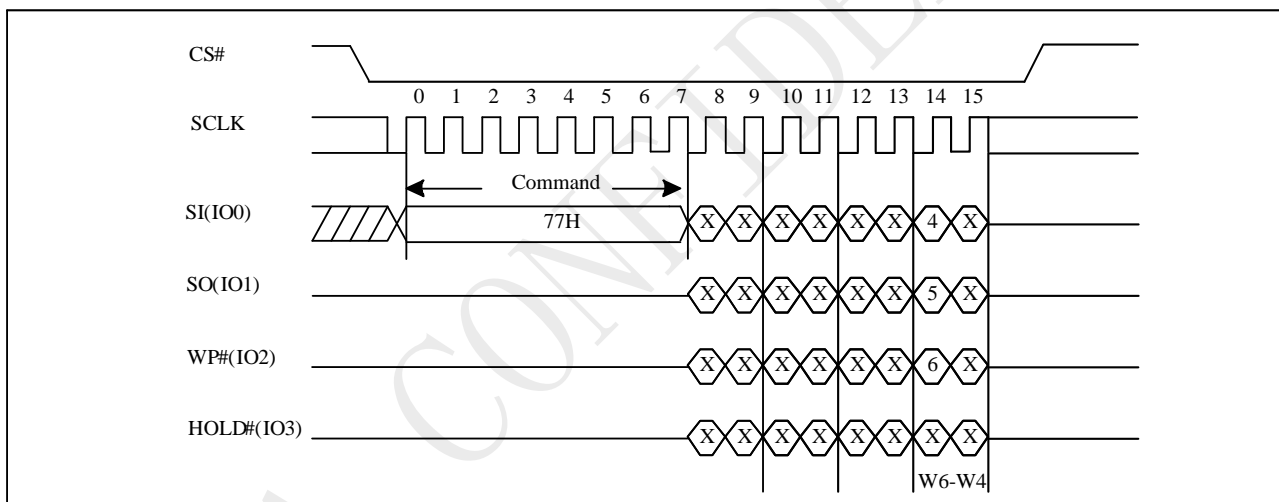 CS#
0 1 2 3 4 5 6 7 8 9 10 11 12 13 14 15
SCLK
Command
SI(IO0) 77H X X X X X X 4 X
SO(IO1) X X X X X X 5 X
WP#(IO2) X X X X X X 6 X
HOLD#(IO3) X X X X X X X X
W6-W4